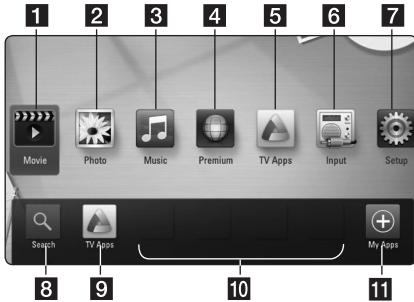 1 2 3 4 5 6 7
Movie Photo Music Premium TV Apps Input Setup
Search TV Apps My Apps
8 9 10 11